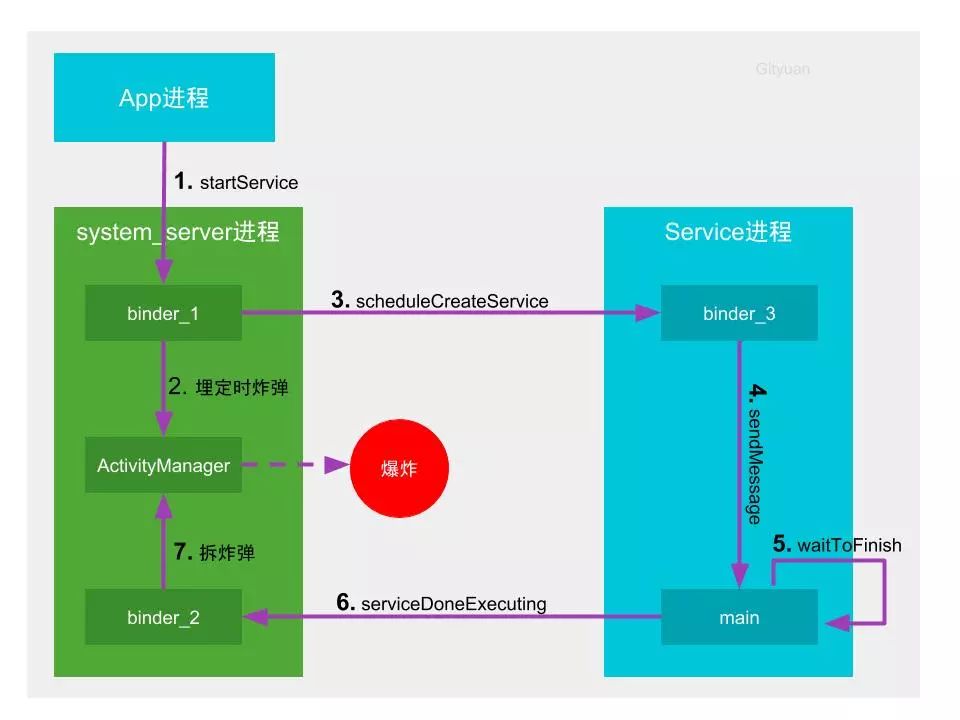 Gityuan
App进程
1. startService
system_server进程
Service进程
binder_1
3. scheduleCreateService
binder_3
2. 埋定时炸弹
4. sendMessage
ActivityManager
爆炸
7. 拆炸弹
5. waitToFinish
binder_2
6. serviceDoneExecuting
main